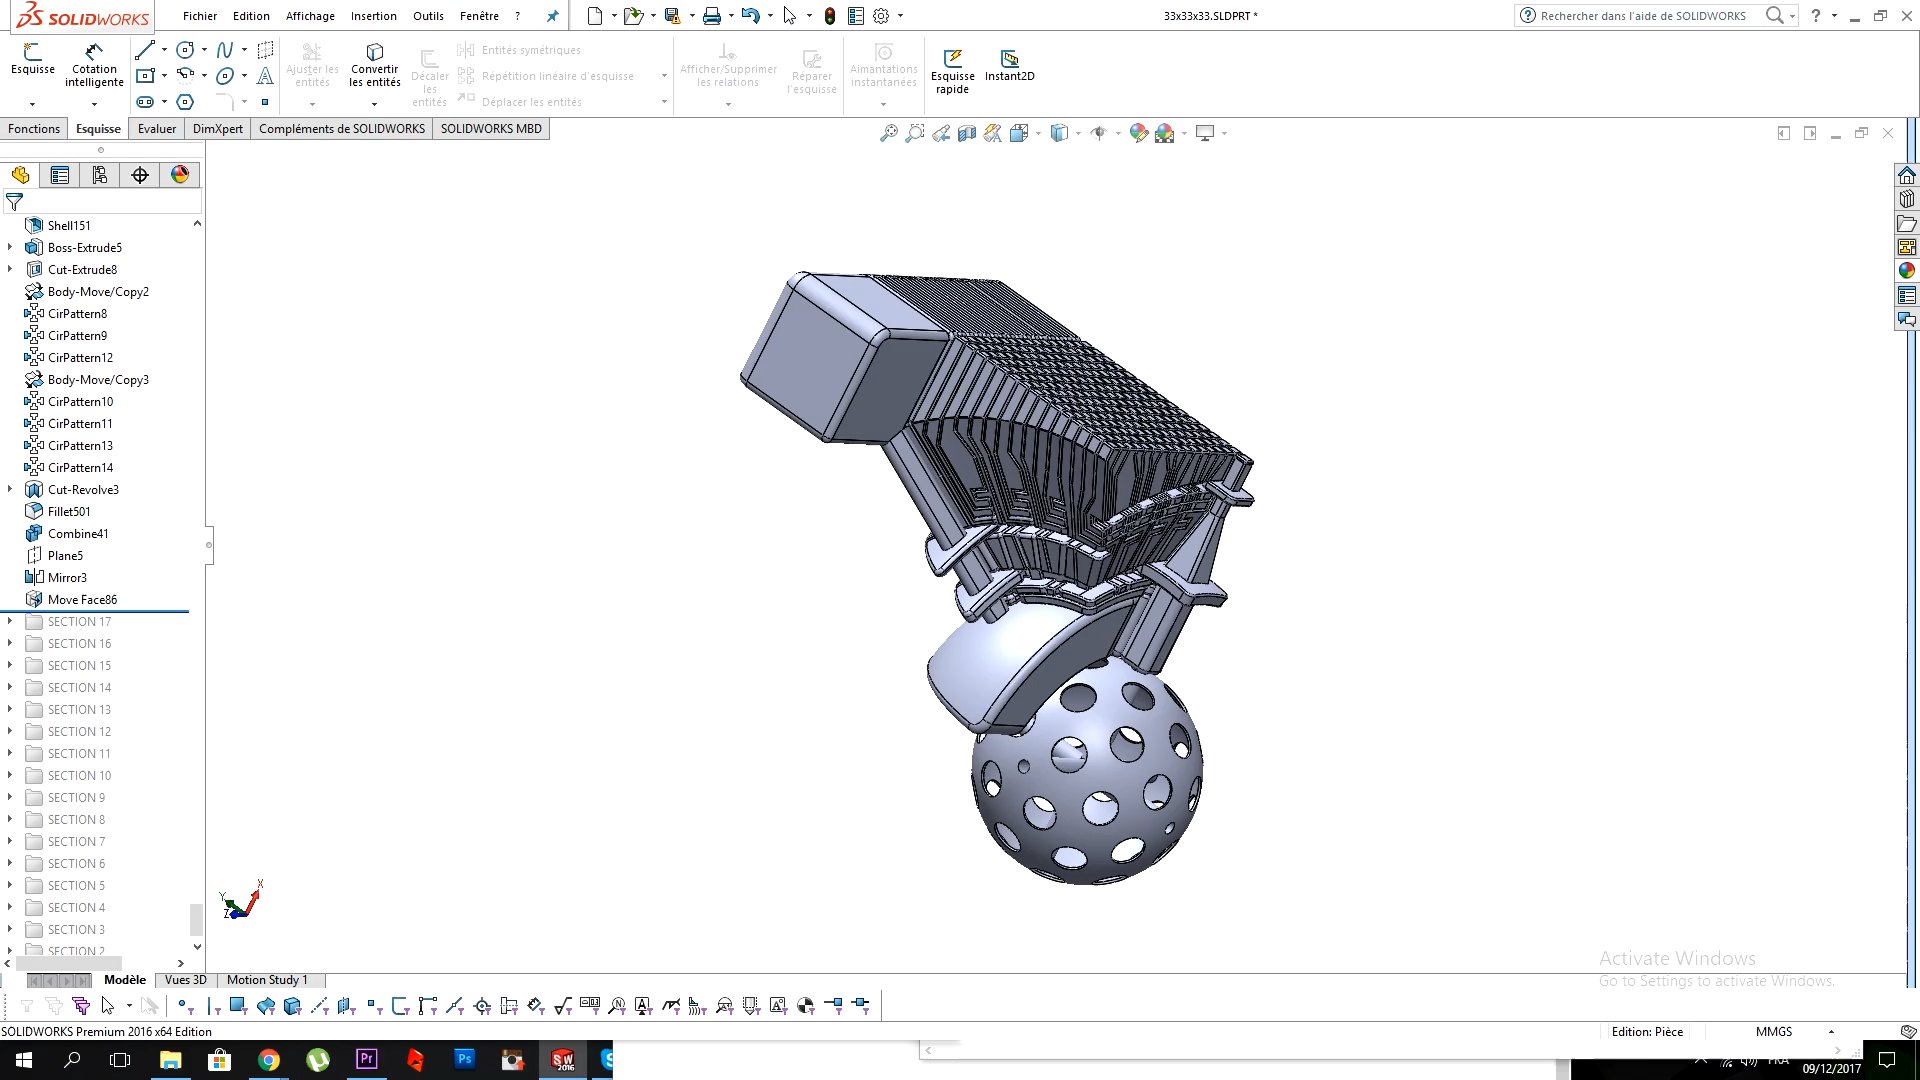 SOLIDWORKS
Fichier Edition Affichage Insertion Outils Fenêtre ?
33x33x33.SLDPRT *
Rechercher dans l'aide de SOLIDWORKS
Esquisse
Cotation intelligente
Ajuster les entités
Convertir les entités
Décaler les entités
Entités symétriques
Répétition linéaire d'esquisse
Déplacer les entités
Afficher/Supprimer les relations
Réparer l'esquisse
Aimantations instantanées
Esquisse rapide
Instant2D
Fonctions Esquisse Evaluer DimXpert Compléments de SOLIDWORKS SOLIDWORKS MBD
Shell151
Boss-Extrude5
Cut-Extrude8
Body-Move/Copy2
CirPattern8
CirPattern9
CirPattern12
Body-Move/Copy3
CirPattern10
CirPattern11
CirPattern13
CirPattern14
Cut-Revolve3
Fillet501
Combine41
Plane5
Mirror3
Move Face86
SECTION 17
SECTION 16
SECTION 15
SECTION 14
SECTION 13
SECTION 12
SECTION 11
SECTION 10
SECTION 9
SECTION 8
SECTION 7
SECTION 6
SECTION 5
SECTION 4
SECTION 3
SECTION 2
Y X
Z
Activate Windows
Go to Settings to activate Windows.
Modèle Vues 3D Motion Study 1
SOLIDWORKS Premium 2016 x64 Edition
Edition: Pièce
MMGS
Pr
Ps
SW
2016
FRA
09/12/2017